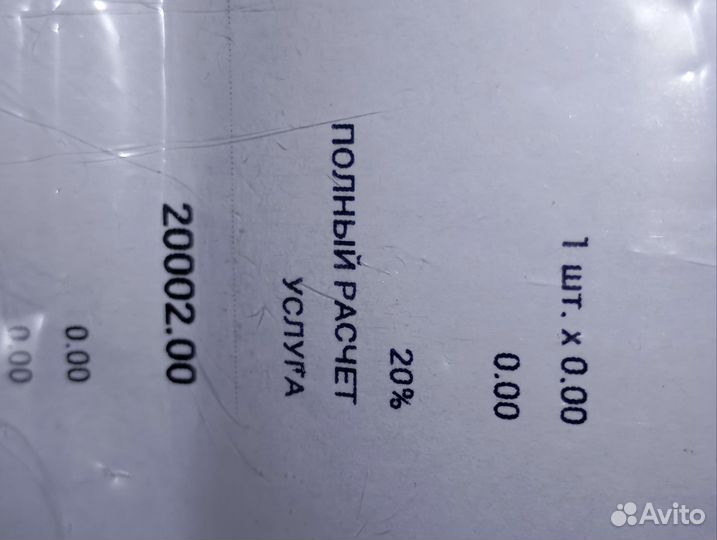 1 шт. x 0.00
0.00
20%
ПОЛНЫЙ РАСЧЕТ
УСЛУГА
20002.00
0.00
0.00
Avito